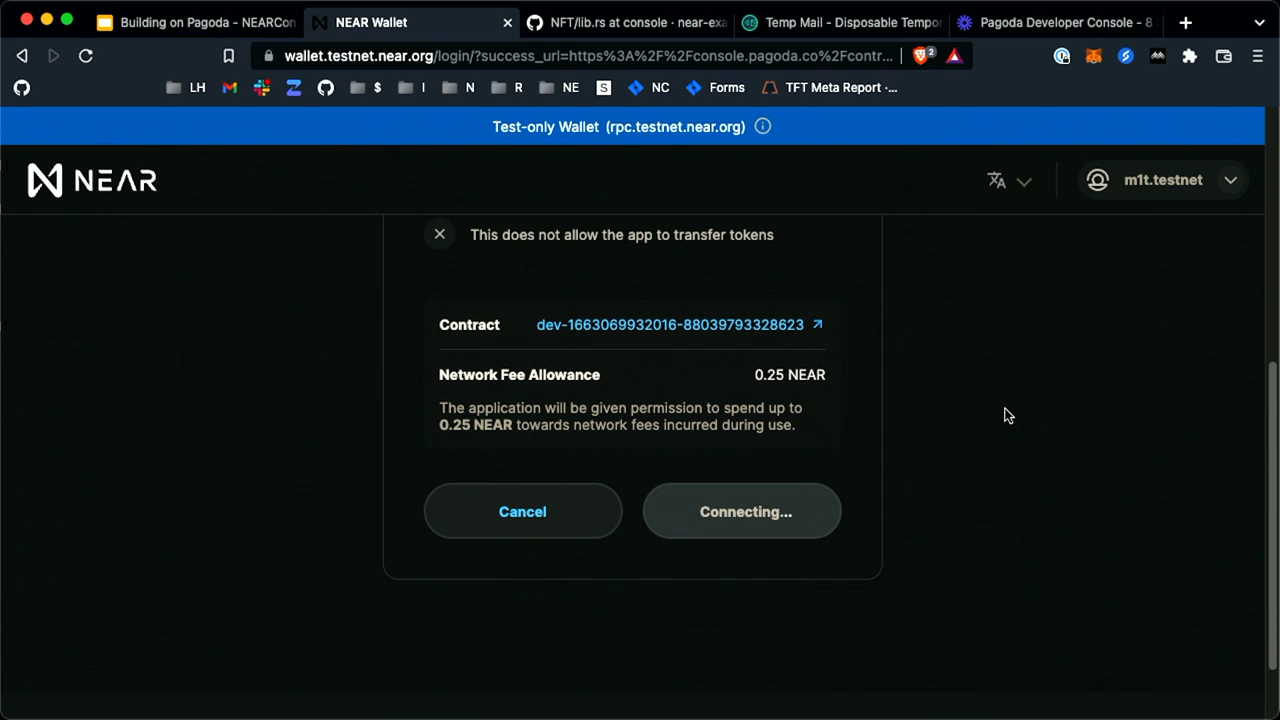 Building on Pagoda - NEARCon
NEAR Wallet
NFT/lib.rs at console · near-exa
Temp Mail - Disposable Tempor
Pagoda Developer Console - 8
wallet.testnet.near.org/login/?success_url=https%3A%2F%2Fconsole.pagoda.co%2Fcontr...
2
LH
$
I
N
R
NE
S
NC
Forms
TFT Meta Report ·...
Test-only Wallet (rpc.testnet.near.org)
NEAR
m1t.testnet
This does not allow the app to transfer tokens
Contract dev-1663069932016-88039793328623
Network Fee Allowance 0.25 NEAR
The application will be given permission to spend up to
0.25 NEAR towards network fees incurred during use.
Cancel
Connecting...